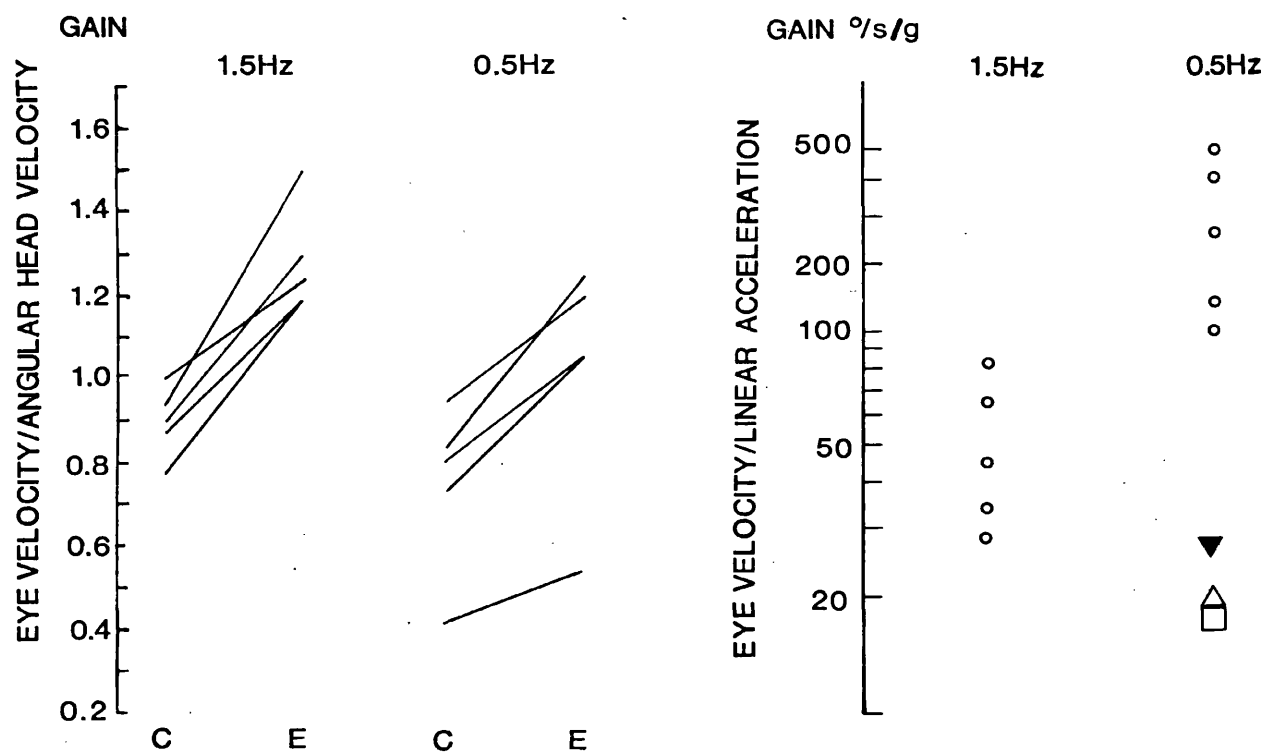 GAIN
1.5Hz 0.5Hz
EYE VELOCITY/ANGULAR HEAD VELOCITY
1.6
1.4
1.2
1.0
0.8
0.6
0.4
0.2
C E C E
GAIN º/s/g
1.5Hz 0.5Hz
EYE VELOCITY/LINEAR ACCELERATION
500
200
100
50
20